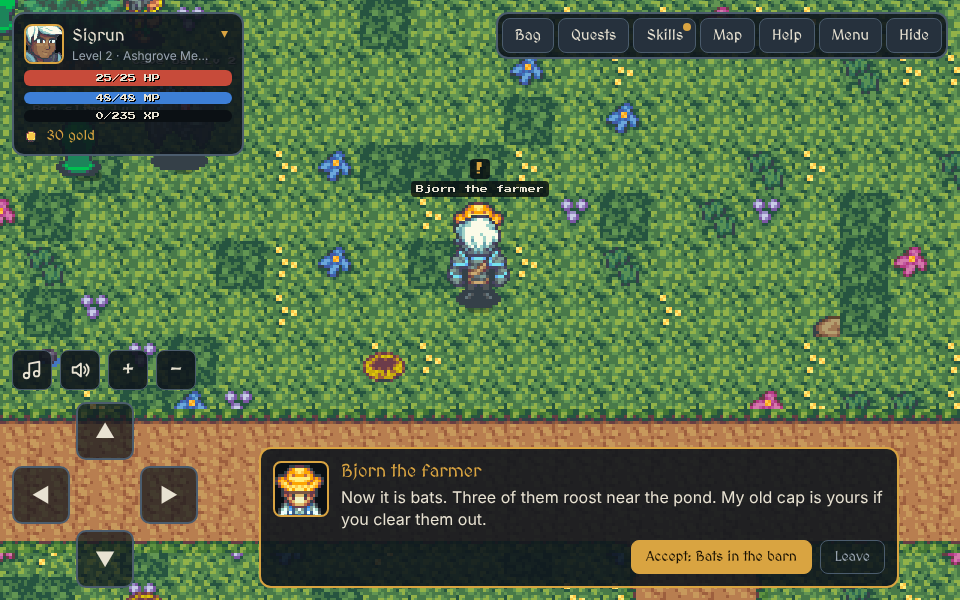 Sigrun
Level 2 · Ashgrove Me...
25/25 HP
48/48 MP
0/235 XP
30 gold
Bag
Quests
Skills
Map
Help
Menu
Hide
!
Bjorn the farmer
+
-
Bjorn the farmer
Now it is bats. Three of them roost near the pond. My old cap is yours if
you clear them out.
Accept: Bats in the barn
Leave